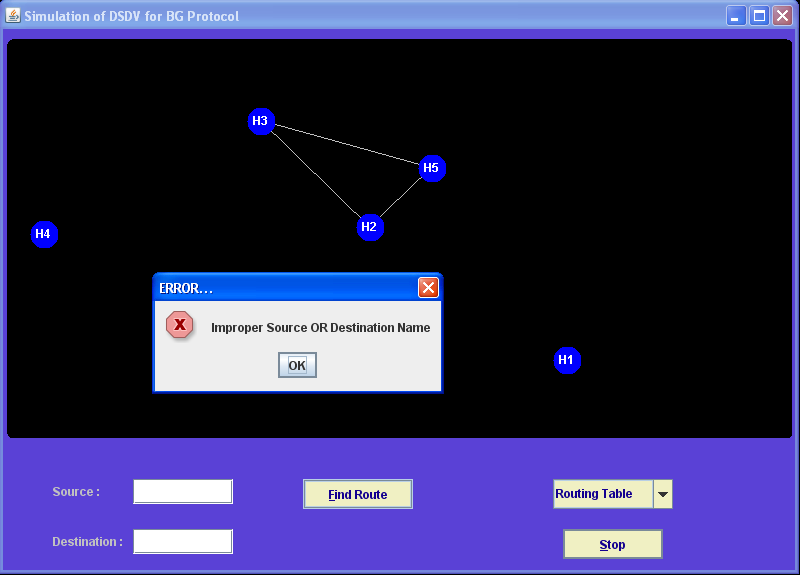 Simulation of DSDV for BG Protocol
H3
H5
H2
H4
ERROR...
X
Improper Source OR Destination Name
OK
H1
Source :
Find Route
Routing Table
Destination :
Stop